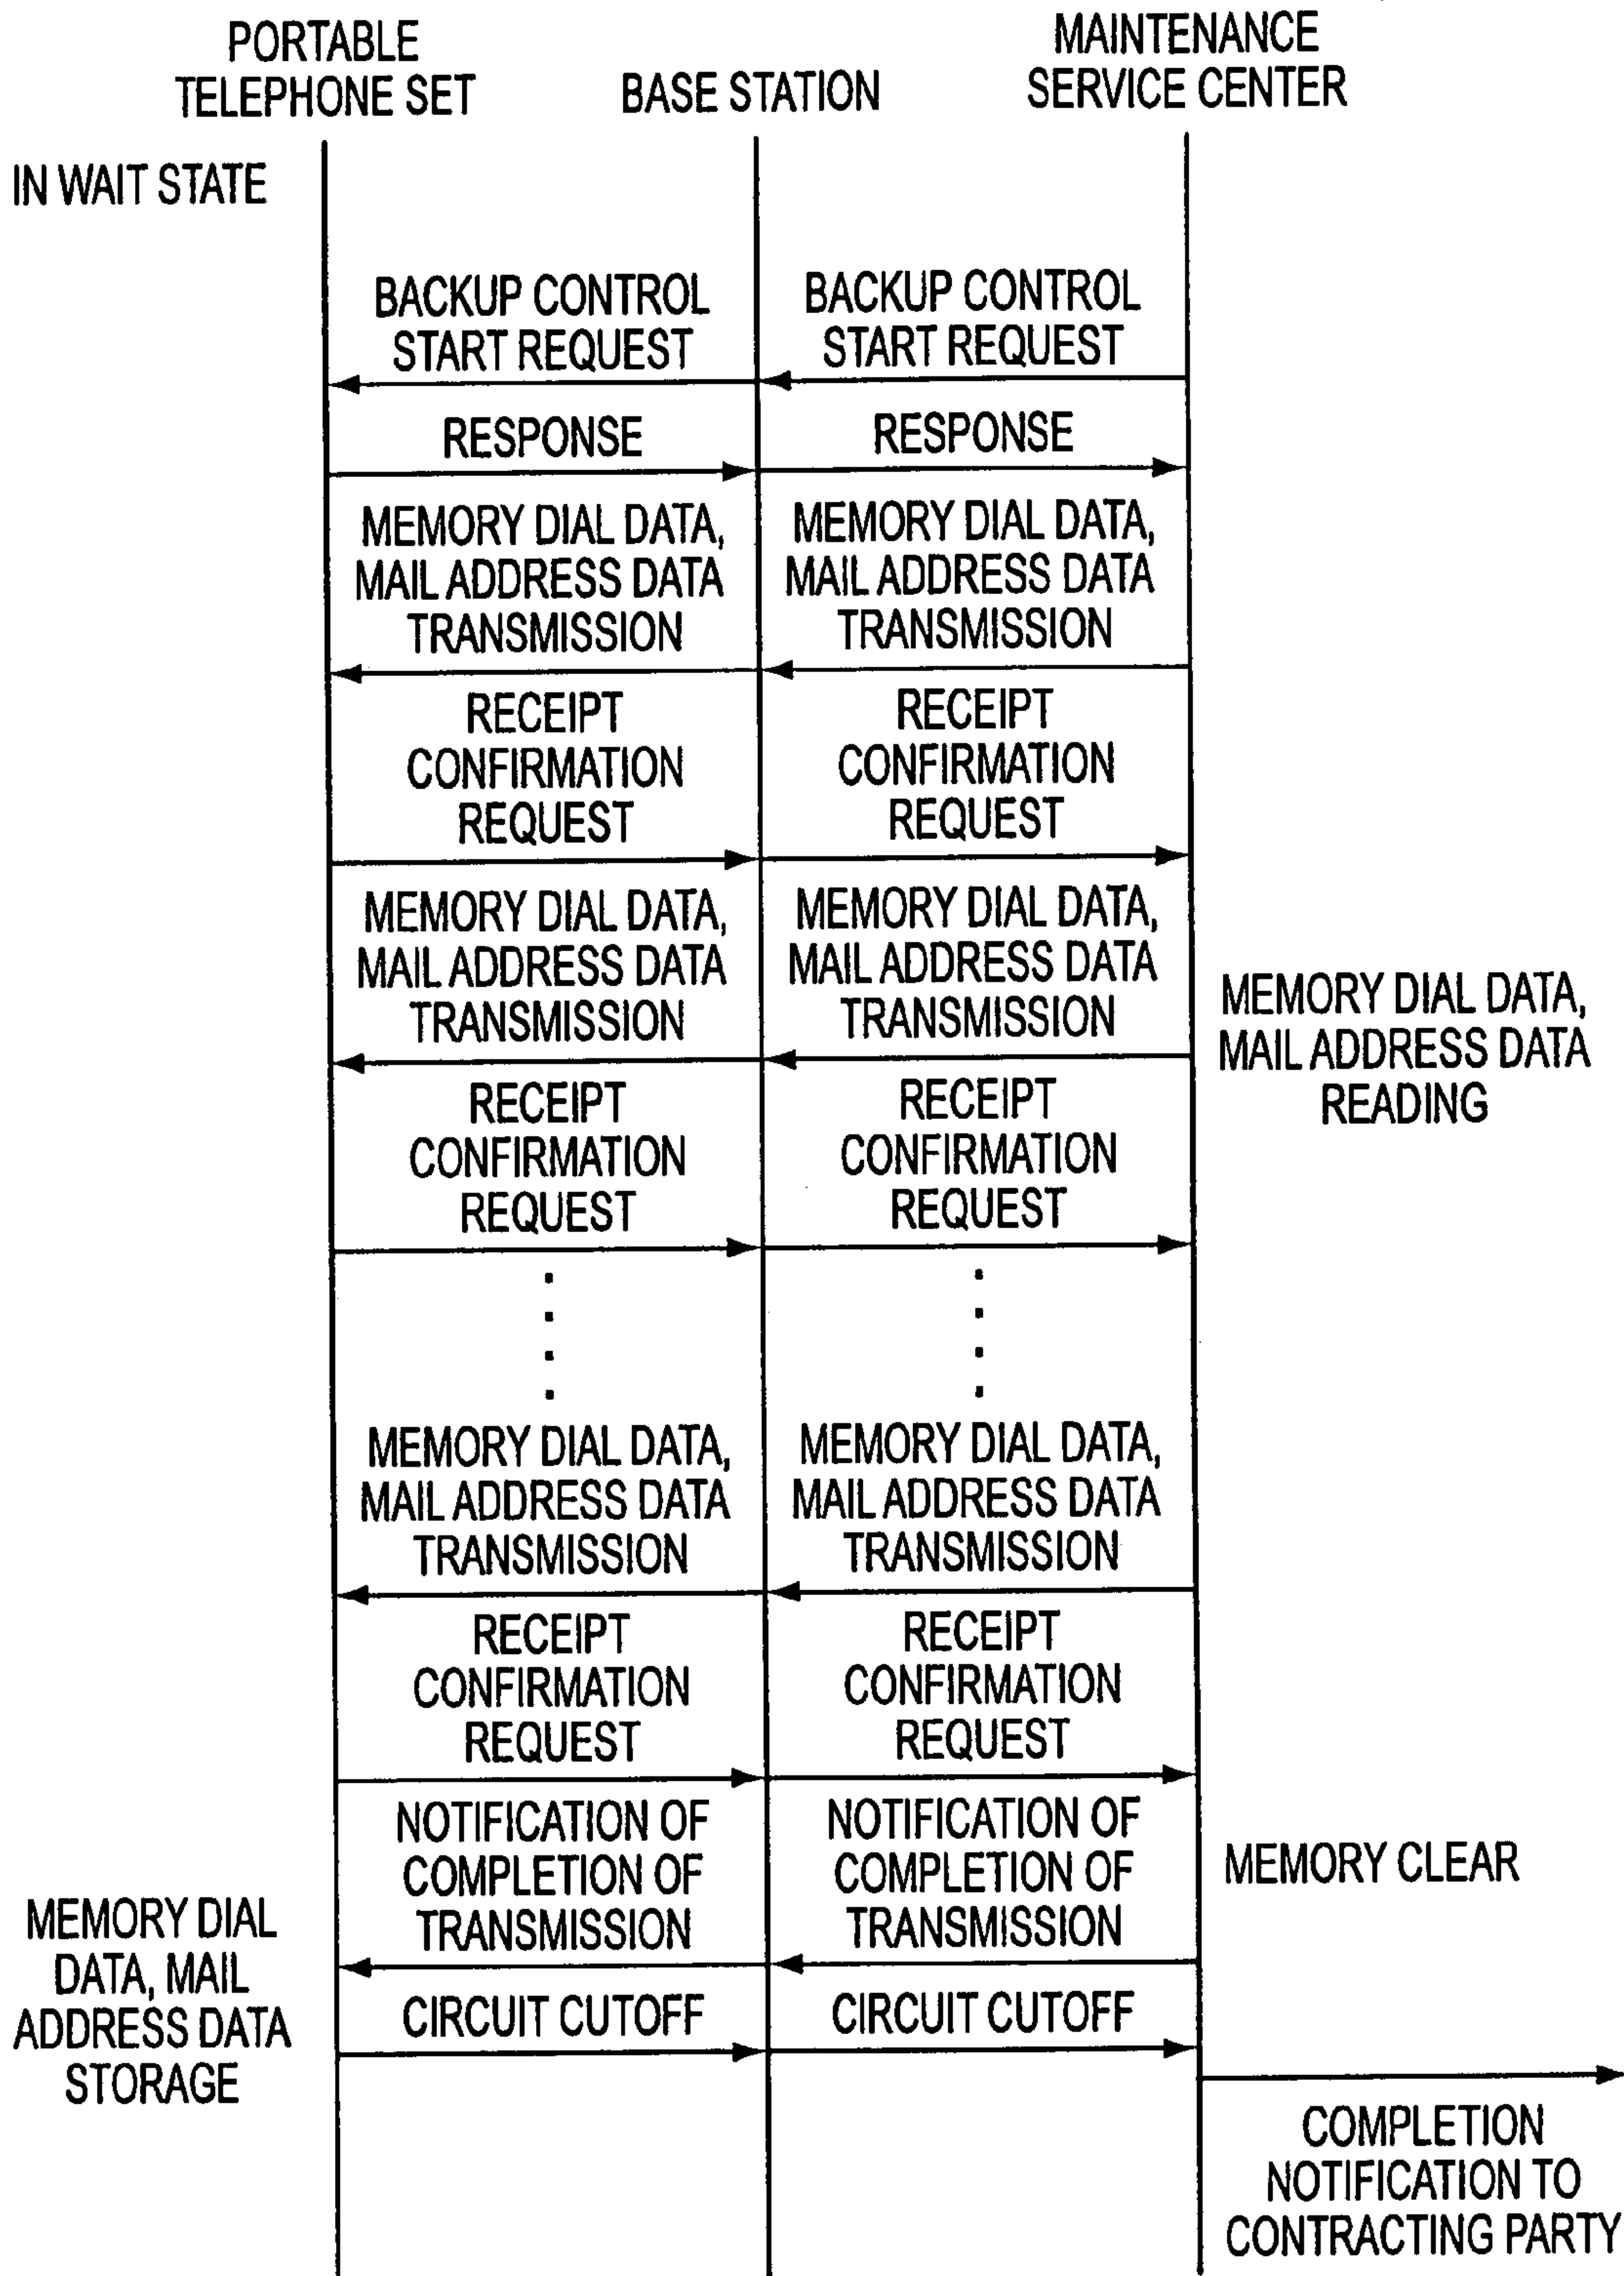 PORTABLE
TELEPHONE SET
BASE STATION
MAINTENANCE
SERVICE CENTER
IN WAIT STATE
BACKUP CONTROL
START REQUEST
BACKUP CONTROL
START REQUEST
RESPONSE
RESPONSE
MEMORY DIAL DATA,
MAIL ADDRESS DATA
TRANSMISSION
MEMORY DIAL DATA,
MAIL ADDRESS DATA
TRANSMISSION
RECEIPT
CONFIRMATION
REQUEST
RECEIPT
CONFIRMATION
REQUEST
MEMORY DIAL DATA,
MAIL ADDRESS DATA
TRANSMISSION
MEMORY DIAL DATA,
MAIL ADDRESS DATA
TRANSMISSION
MEMORY DIAL DATA,
MAIL ADDRESS DATA
READING
RECEIPT
CONFIRMATION
REQUEST
RECEIPT
CONFIRMATION
REQUEST
MEMORY DIAL DATA,
MAIL ADDRESS DATA
TRANSMISSION
MEMORY DIAL DATA,
MAIL ADDRESS DATA
TRANSMISSION
RECEIPT
CONFIRMATION
REQUEST
RECEIPT
CONFIRMATION
REQUEST
NOTIFICATION OF
COMPLETION OF
TRANSMISSION
NOTIFICATION OF
COMPLETION OF
TRANSMISSION
MEMORY CLEAR
MEMORY DIAL
DATA, MAIL
ADDRESS DATA
STORAGE
CIRCUIT CUTOFF
CIRCUIT CUTOFF
COMPLETION
NOTIFICATION TO
CONTRACTING PARTY